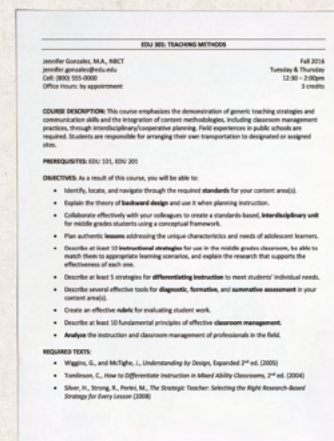 EDU 301: TEACHING METHODS
Jennifer Gonzalez, M.A., NBCT
Fall 2016
jennifer.gonzalez@edu.edu
Tuesday & Thursday
Cell: (800) 555-0000
12:30 – 2:00pm
Office Hours: by appointment
3 credits
COURSE DESCRIPTION: This course emphasizes the demonstration of generic teaching strategies and
communication skills and the integration of content methodologies, including classroom management
practices, through interdisciplinary/cooperative planning. Field experiences in public schools are
required. Students are responsible for arranging their own transportation to designated or assigned
sites.
PREREQUISITES: EDU 101, EDU 201
OBJECTIVES: As a result of this course, you will be able to:
• Identify, locate, and navigate through the required standards for your content area(s).
• Explain the theory of backward design and use it when planning instruction.
• Collaborate effectively with your colleagues to create a standards-based, interdisciplinary unit
for middle grades students using a conceptual framework.
• Plan authentic lessons addressing the unique characteristics and needs of adolescent learners.
• Describe at least 10 instructional strategies for use in the middle grades classroom, be able to
match them to appropriate learning scenarios, and explain the research that supports the
effectiveness of each one.
• Describe at least 5 strategies for differentiating instruction to meet students' individual needs.
• Describe several effective tools for diagnostic, formative, and summative assessment in your
content area(s).
• Create an effective rubric for evaluating student work.
• Describe at least 10 fundamental principles of effective classroom management.
• Analyze the instruction and classroom management of professionals in the field.
REQUIRED TEXTS:
• Wiggins, G., and McTighe, J., Understanding by Design, Expanded 2nd ed. (2005)
• Tomlinson, C., How to Differentiate Instruction in Mixed Ability Classrooms, 2nd ed. (2004)
• Silver, H., Strong, R., Perini, M., The Strategic Teacher: Selecting the Right Research-Based
Strategy for Every Lesson (2008)